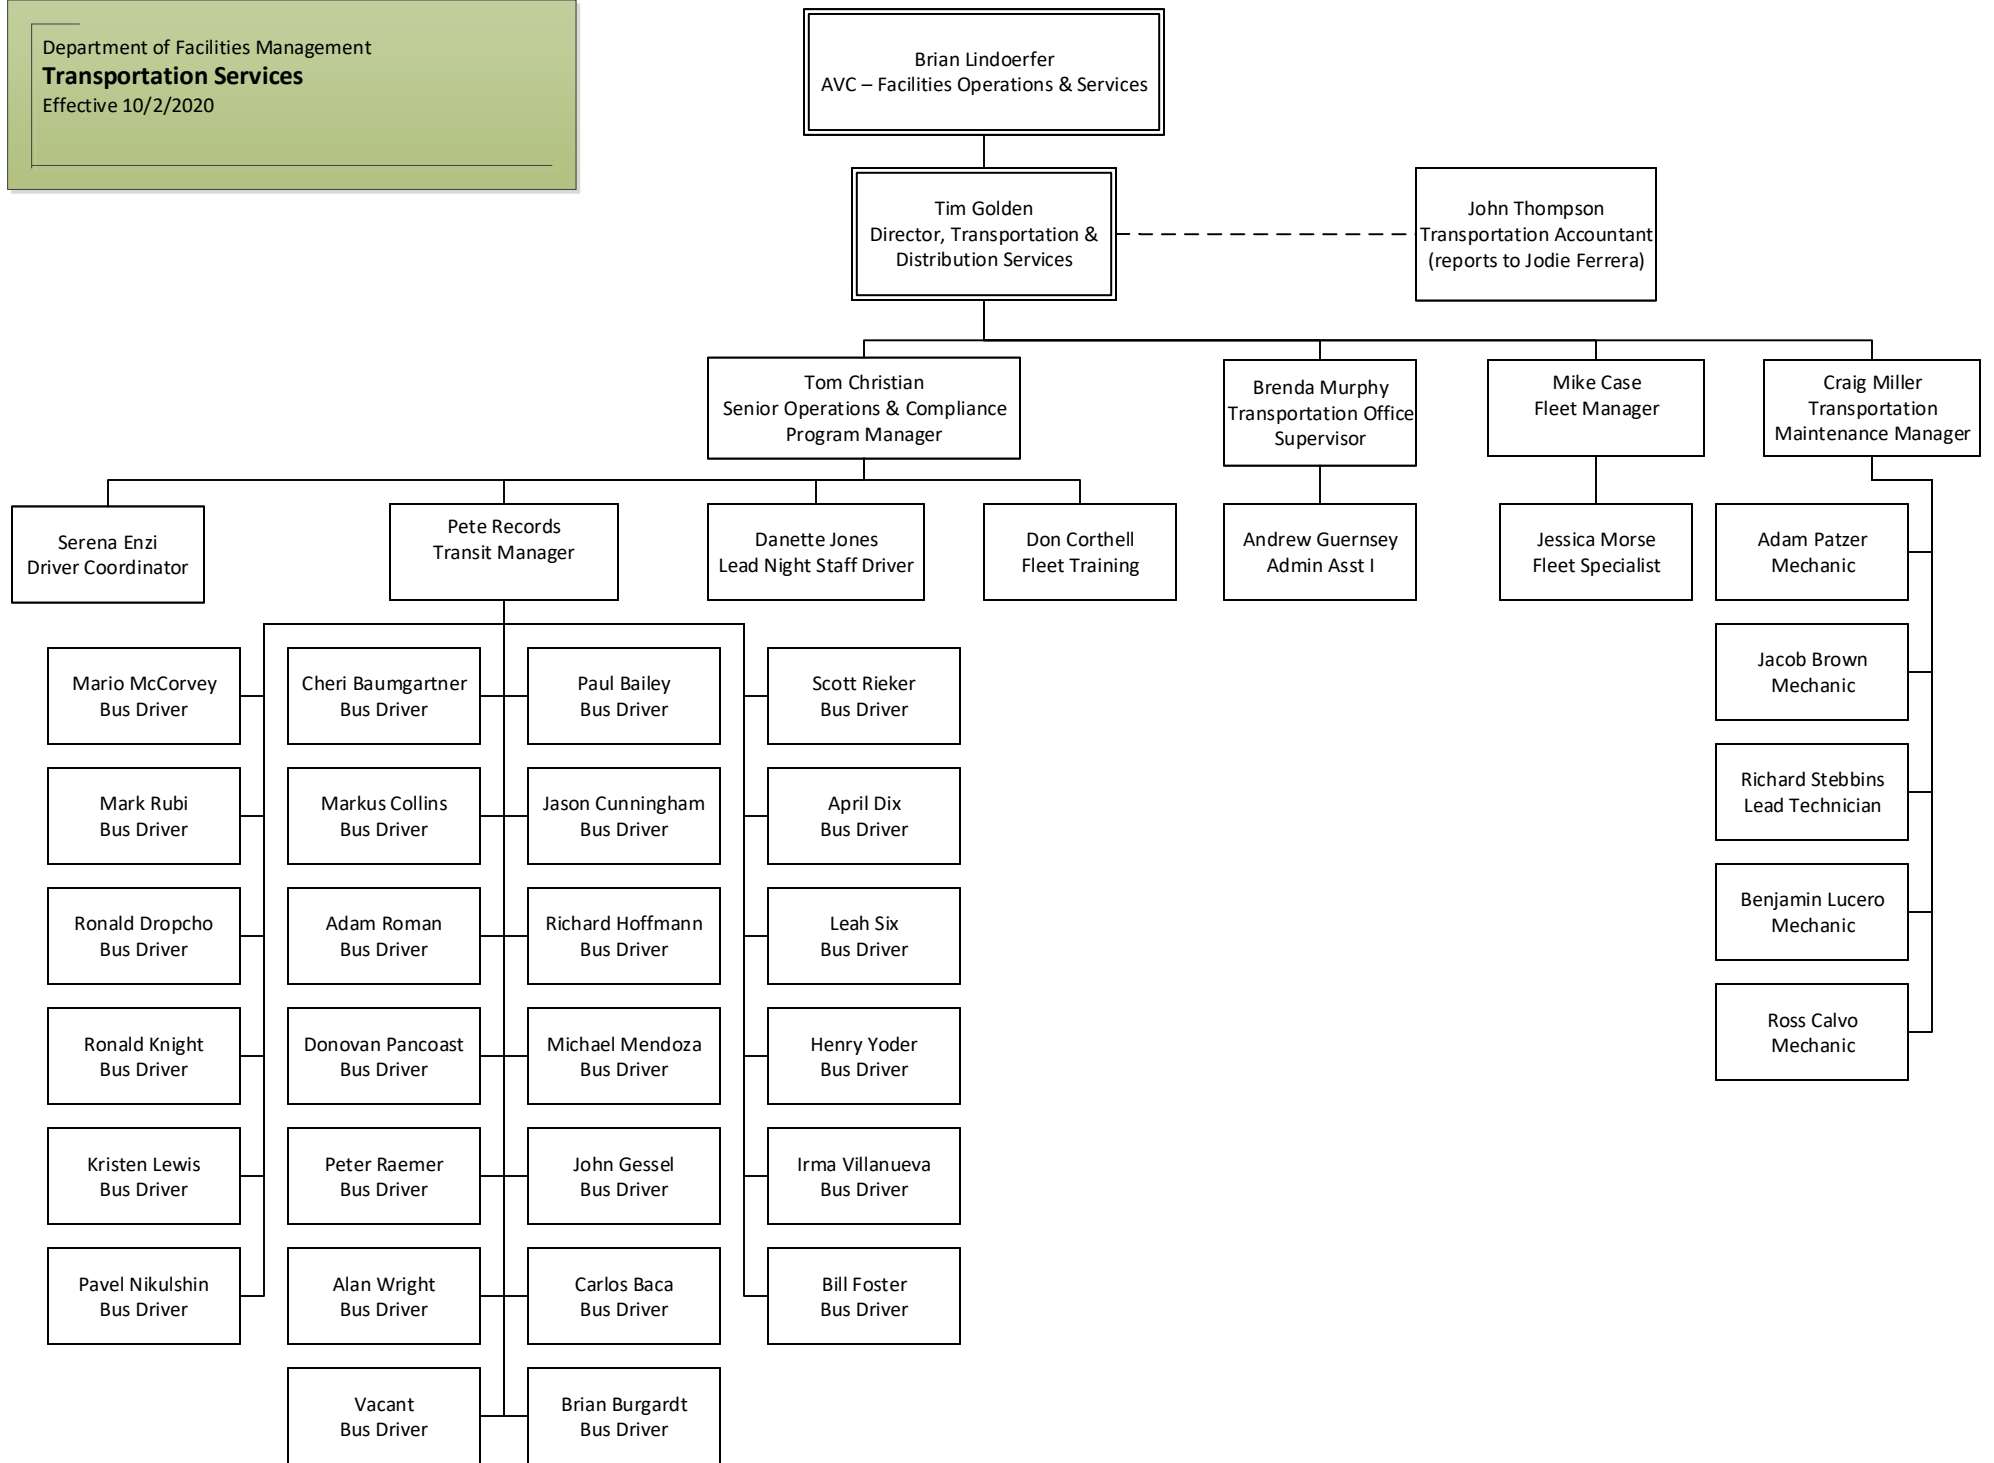 Department of Facilities Management
Transportation Services
Effective 10/2/2020
Brian Lindoerfer
AVC – Facilities Operations & Services
Tim Golden
Director, Transportation &
Distribution Services
John Thompson
Transportation Accountant
(reports to Jodie Ferrera)
Tom Christian
Senior Operations & Compliance
Program Manager
Brenda Murphy
Transportation Office
Supervisor
Mike Case
Fleet Manager
Craig Miller
Transportation
Maintenance Manager
Serena Enzi
Driver Coordinator
Pete Records
Transit Manager
Danette Jones
Lead Night Staff Driver
Don Corthell
Fleet Training
Andrew Guernsey
Admin Asst I
Jessica Morse
Fleet Specialist
Adam Patzer
Mechanic
Jacob Brown
Mechanic
Richard Stebbins
Lead Technician
Benjamin Lucero
Mechanic
Ross Calvo
Mechanic
Mario McCorvey
Bus Driver
Cheri Baumgartner
Bus Driver
Paul Bailey
Bus Driver
Scott Rieker
Bus Driver
Mark Rubi
Bus Driver
Markus Collins
Bus Driver
Jason Cunningham
Bus Driver
April Dix
Bus Driver
Ronald Dropcho
Bus Driver
Adam Roman
Bus Driver
Richard Hoffmann
Bus Driver
Leah Six
Bus Driver
Ronald Knight
Bus Driver
Donovan Pancoast
Bus Driver
Michael Mendoza
Bus Driver
Henry Yoder
Bus Driver
Kristen Lewis
Bus Driver
Peter Raemer
Bus Driver
John Gessel
Bus Driver
Irma Villanueva
Bus Driver
Pavel Nikulshin
Bus Driver
Alan Wright
Bus Driver
Carlos Baca
Bus Driver
Bill Foster
Bus Driver
Vacant
Bus Driver
Brian Burgardt
Bus Driver